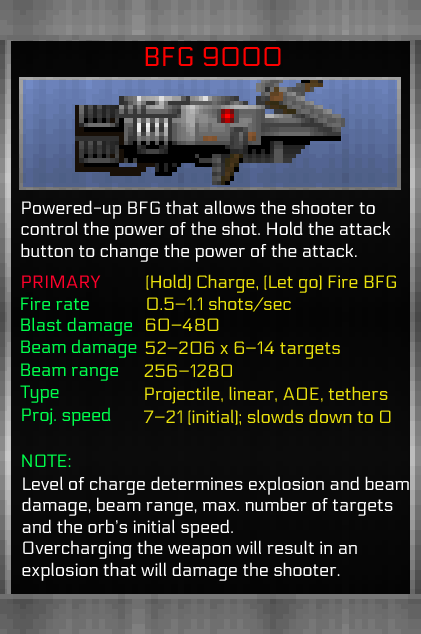 BFG 9000
Powered-up BFG that allows the shooter to
control the power of the shot. Hold the attack
button to change the power of the attack.
PRIMARY (Hold) Charge, (Let go) Fire BFG
Fire rate 0.5-1.1 shots/sec
Blast damage 60-480
Beam damage 52-206 x 6-14 targets
Beam range 256-1280
Type Projectile, linear, AOE, tethers
Proj. speed 7-21 (initial); slowds down to 0
NOTE:
Level of charge determines explosion and beam
damage, beam range, max. number of targets
and the orb's initial speed.
Overcharging the weapon will result in an
explosion that will damage the shooter.